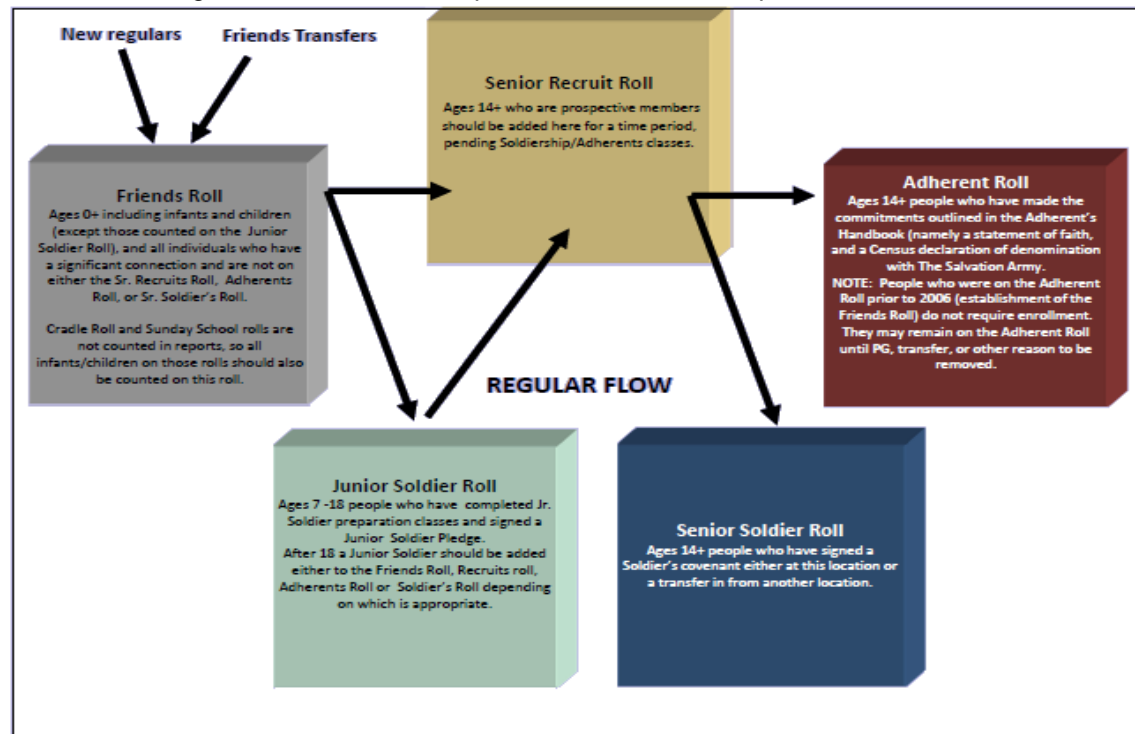 New regulars
Friends Transfers
Senior Recruit Roll
Ages 14+ who are prospective members
should be added here for a time period,
pending Soldiership/Adherents classes.
Friends Roll
Ages 0+ including infants and children
(except those counted on the Junior
Soldier Roll), and all individuals who have
a significant connection and are not on
either the Sr. Recruits Roll, Adherents
Roll, or Sr. Soldier's Roll.
Cradle Roll and Sunday School rolls are
not counted in reports, so all
infants/children on those rolls should also
be counted on this roll.
Adherent Roll
Ages 14+ people who have made the
commitments outlined in the Adherent's
Handbook (namely a statement of faith,
and a Census declaration of denomination
with The Salvation Army.
NOTE: People who were on the Adherent
Roll prior to 2006 (establishment of the
Friends Roll) do not require enrollment.
They may remain on the Adherent Roll
until PG, transfer, or other reason to be
removed.
REGULAR FLOW
Junior Soldier Roll
Ages 7 -18 people who have completed Jr.
Soldier preparation classes and signed a
Junior Soldier Pledge.
After 18 a Junior Soldier should be added
either to the Friends Roll, Recruits roll,
Adherents Roll or Soldier's Roll depending
on which is appropriate.
Senior Soldier Roll
Ages 14+ people who have signed a
Soldier's covenant either at this location or
a transfer in from another location.